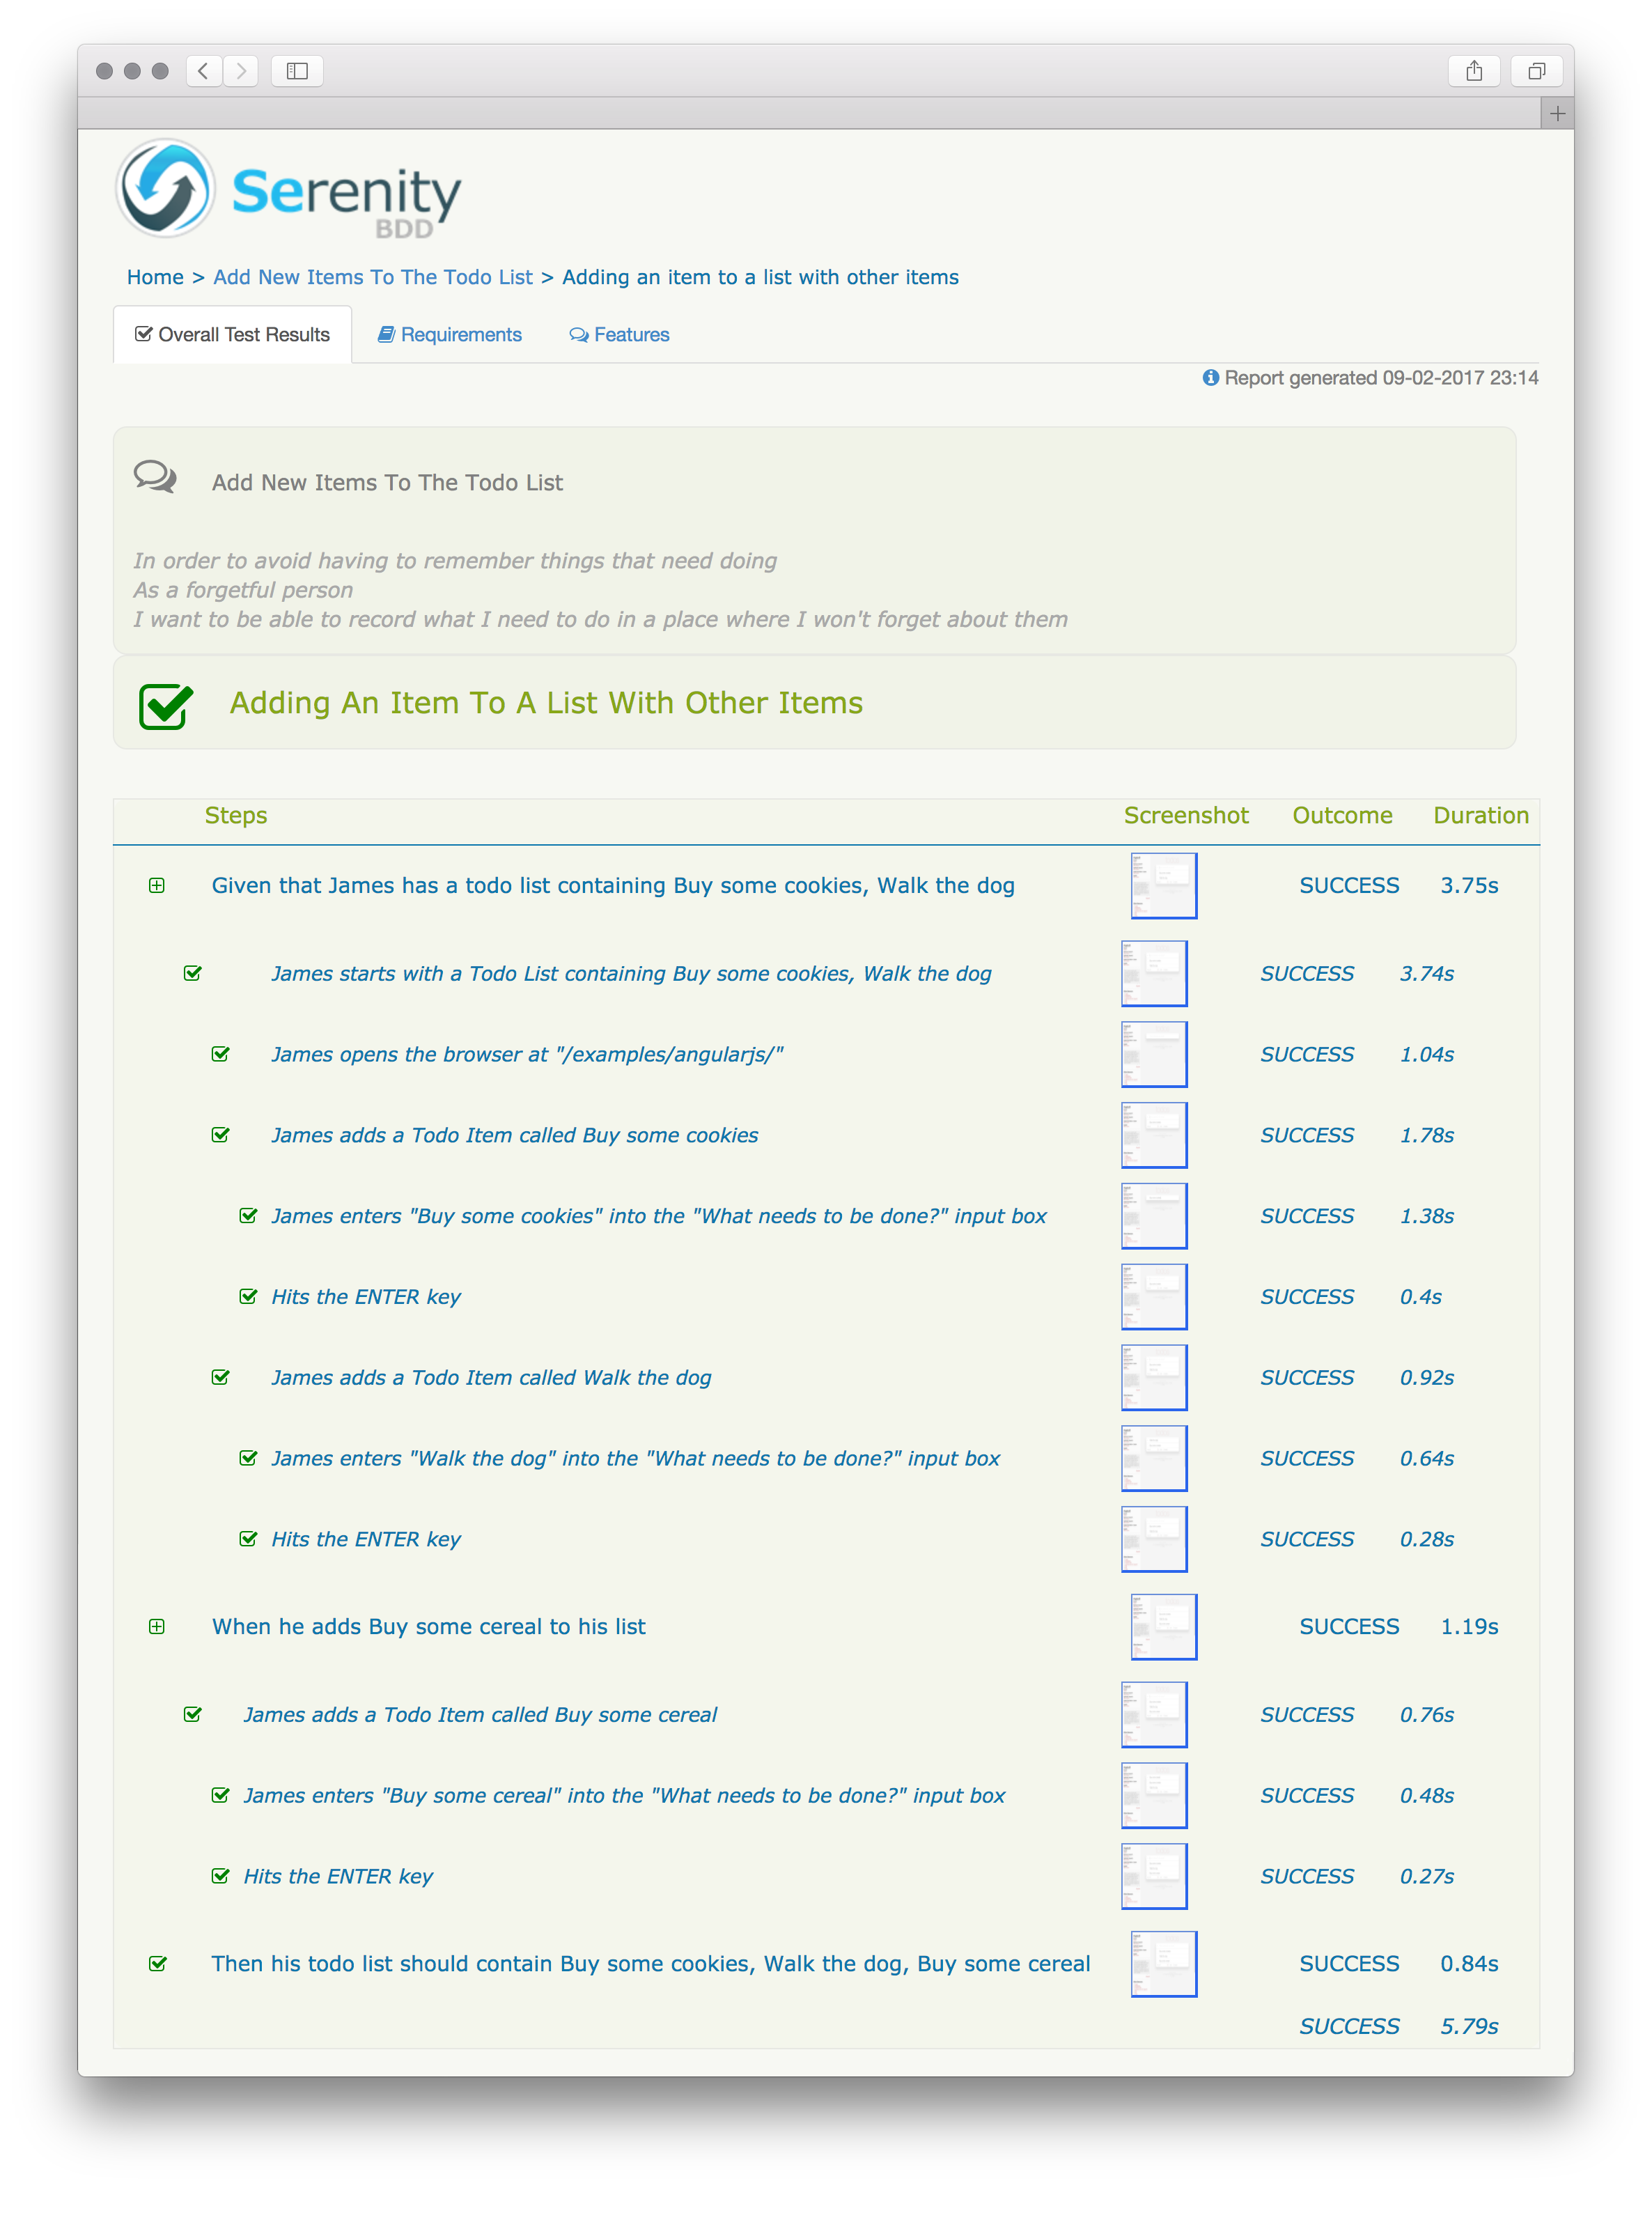 Serenity
BDD
Home > Add New Items To The Todo List > Adding an item to a list with other items
Overall Test Results Requirements Features
Report generated 09-02-2017 23:14
Add New Items To The Todo List
In order to avoid having to remember things that need doing
As a forgetful person
I want to be able to record what I need to do in a place where I won't forget about them
Adding An Item To A List With Other Items
Steps Screenshot Outcome Duration
Given that James has a todo list containing Buy some cookies, Walk the dog SUCCESS 3.75s
James starts with a Todo List containing Buy some cookies, Walk the dog SUCCESS 3.74s
James opens the browser at "/examples/angularjs/" SUCCESS 1.04s
James adds a Todo Item called Buy some cookies SUCCESS 1.78s
James enters "Buy some cookies" into the "What needs to be done?" input box SUCCESS 1.38s
Hits the ENTER key SUCCESS 0.4s
James adds a Todo Item called Walk the dog SUCCESS 0.92s
James enters "Walk the dog" into the "What needs to be done?" input box SUCCESS 0.64s
Hits the ENTER key SUCCESS 0.28s
When he adds Buy some cereal to his list SUCCESS 1.19s
James adds a Todo Item called Buy some cereal SUCCESS 0.76s
James enters "Buy some cereal" into the "What needs to be done?" input box SUCCESS 0.48s
Hits the ENTER key SUCCESS 0.27s
Then his todo list should contain Buy some cookies, Walk the dog, Buy some cereal SUCCESS 0.84s
SUCCESS 5.79s